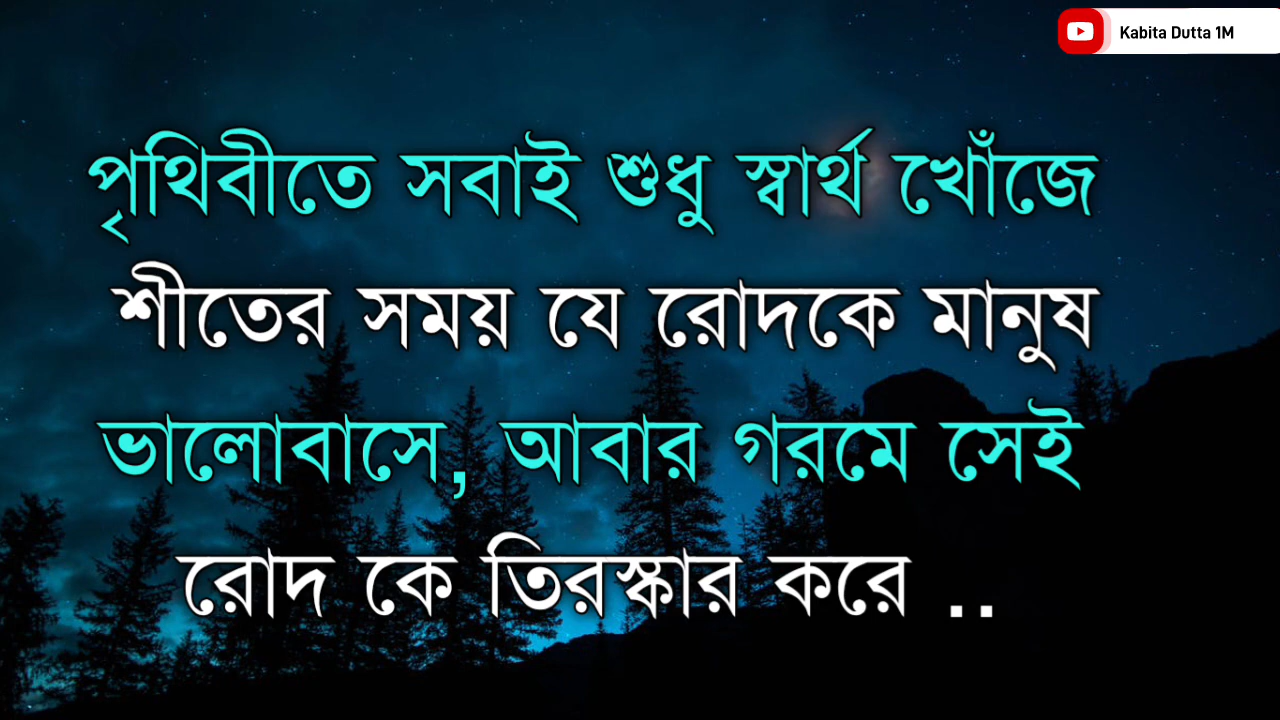 Kabita Dutta 1M
পৃথিবীতে সবাই শুধু স্বার্থ খোঁজে
শীতের সময় যে রোদকে মানুষ
ভালোবাসে, আবার গরমে সেই
রোদ কে তিরস্কার করে ..